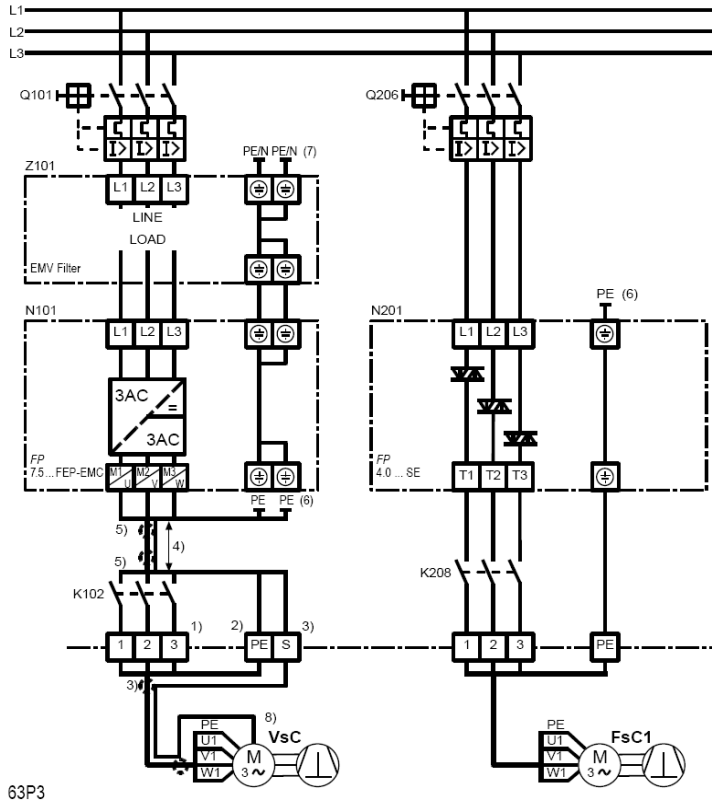 L1
L2
L3
Q101
Q206
I> I> I>
I> I> I>
PE/N PE/N (7)
Z101
L1 L2 L3
LINE
LOAD
EMV Filter
PE (6)
N101
N201
L1 L2 L3
L1 L2 L3
3AC
=
3AC
FP
7.5...FEP-EMC
M1 U M2 V M3 W
FP
4.0 ... SE
T1 T2 T3
PE PE (6)
5)
4)
5)
K102
K208
1) 2) 3)
1 2 3 PE S
1 2 3 PE
3)
8)
PE
U1
V1
W1
VsC
M
3 ~
PE
U1
V1
W1
FsC1
M
3 ~
63P3